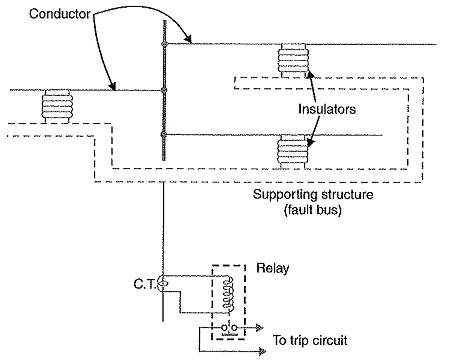 Conductor
Insulators
Supporting structure
(fault bus)
C.T.
Relay
To trip circuit